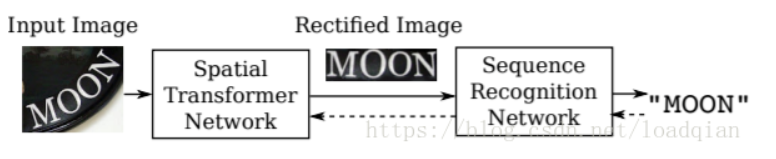 Input Image
Rectified Image
MOON
MOON
Spatial
Transformer
Network
Sequence
Recognition
Network
"MOON"
https://blog.csdn.net/loadqian